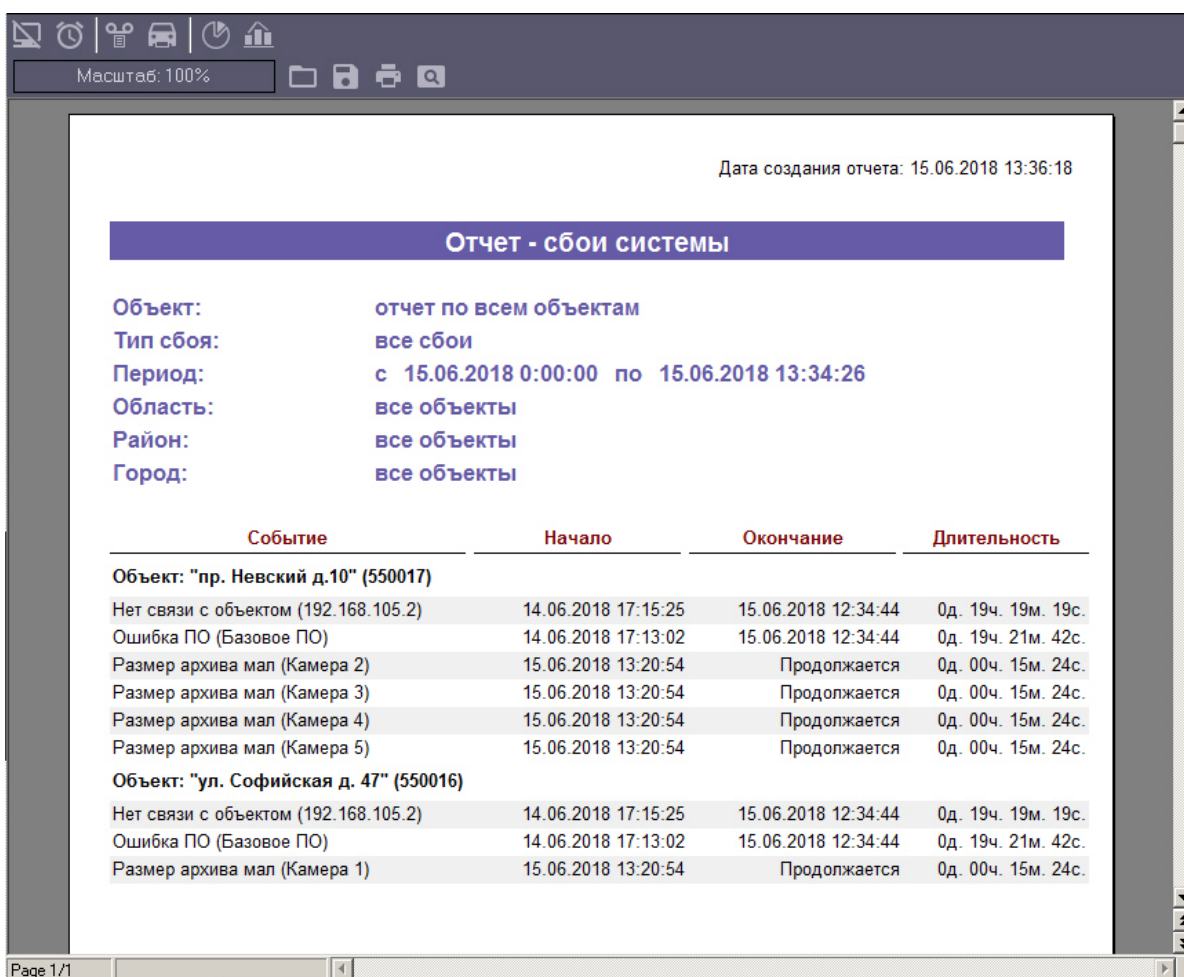 Масштаб: 100%
Дата создания отчета: 15.06.2018 13:36:18
Отчет - сбои системы
Объект: отчет по всем объектам
Тип сбоя: все сбои
Период: с 15.06.2018 0:00:00 по 15.06.2018 13:34:26
Область: все объекты
Район: все объекты
Город: все объекты
Событие Начало Окончание Длительность
Объект: "пр. Невский д.10" (550017)
Нет связи с объектом (192.168.105.2) 14.06.2018 17:15:25 15.06.2018 12:34:44 0д. 19ч. 19м. 19с.
Ошибка ПО (Базовое ПО) 14.06.2018 17:13:02 15.06.2018 12:34:44 0д. 19ч. 21м. 42с.
Размер архива мал (Камера 2) 15.06.2018 13:20:54 Продолжается 0д. 00ч. 15м. 24с.
Размер архива мал (Камера 3) 15.06.2018 13:20:54 Продолжается 0д. 00ч. 15м. 24с.
Размер архива мал (Камера 4) 15.06.2018 13:20:54 Продолжается 0д. 00ч. 15м. 24с.
Размер архива мал (Камера 5) 15.06.2018 13:20:54 Продолжается 0д. 00ч. 15м. 24с.
Объект: "ул. Софийская д. 47" (550016)
Нет связи с объектом (192.168.105.2) 14.06.2018 17:15:25 15.06.2018 12:34:44 0д. 19ч. 19м. 19с.
Ошибка ПО (Базовое ПО) 14.06.2018 17:13:02 15.06.2018 12:34:44 0д. 19ч. 21м. 42с.
Размер архива мал (Камера 1) 15.06.2018 13:20:54 Продолжается 0д. 00ч. 15м. 24с.
Page 1/1